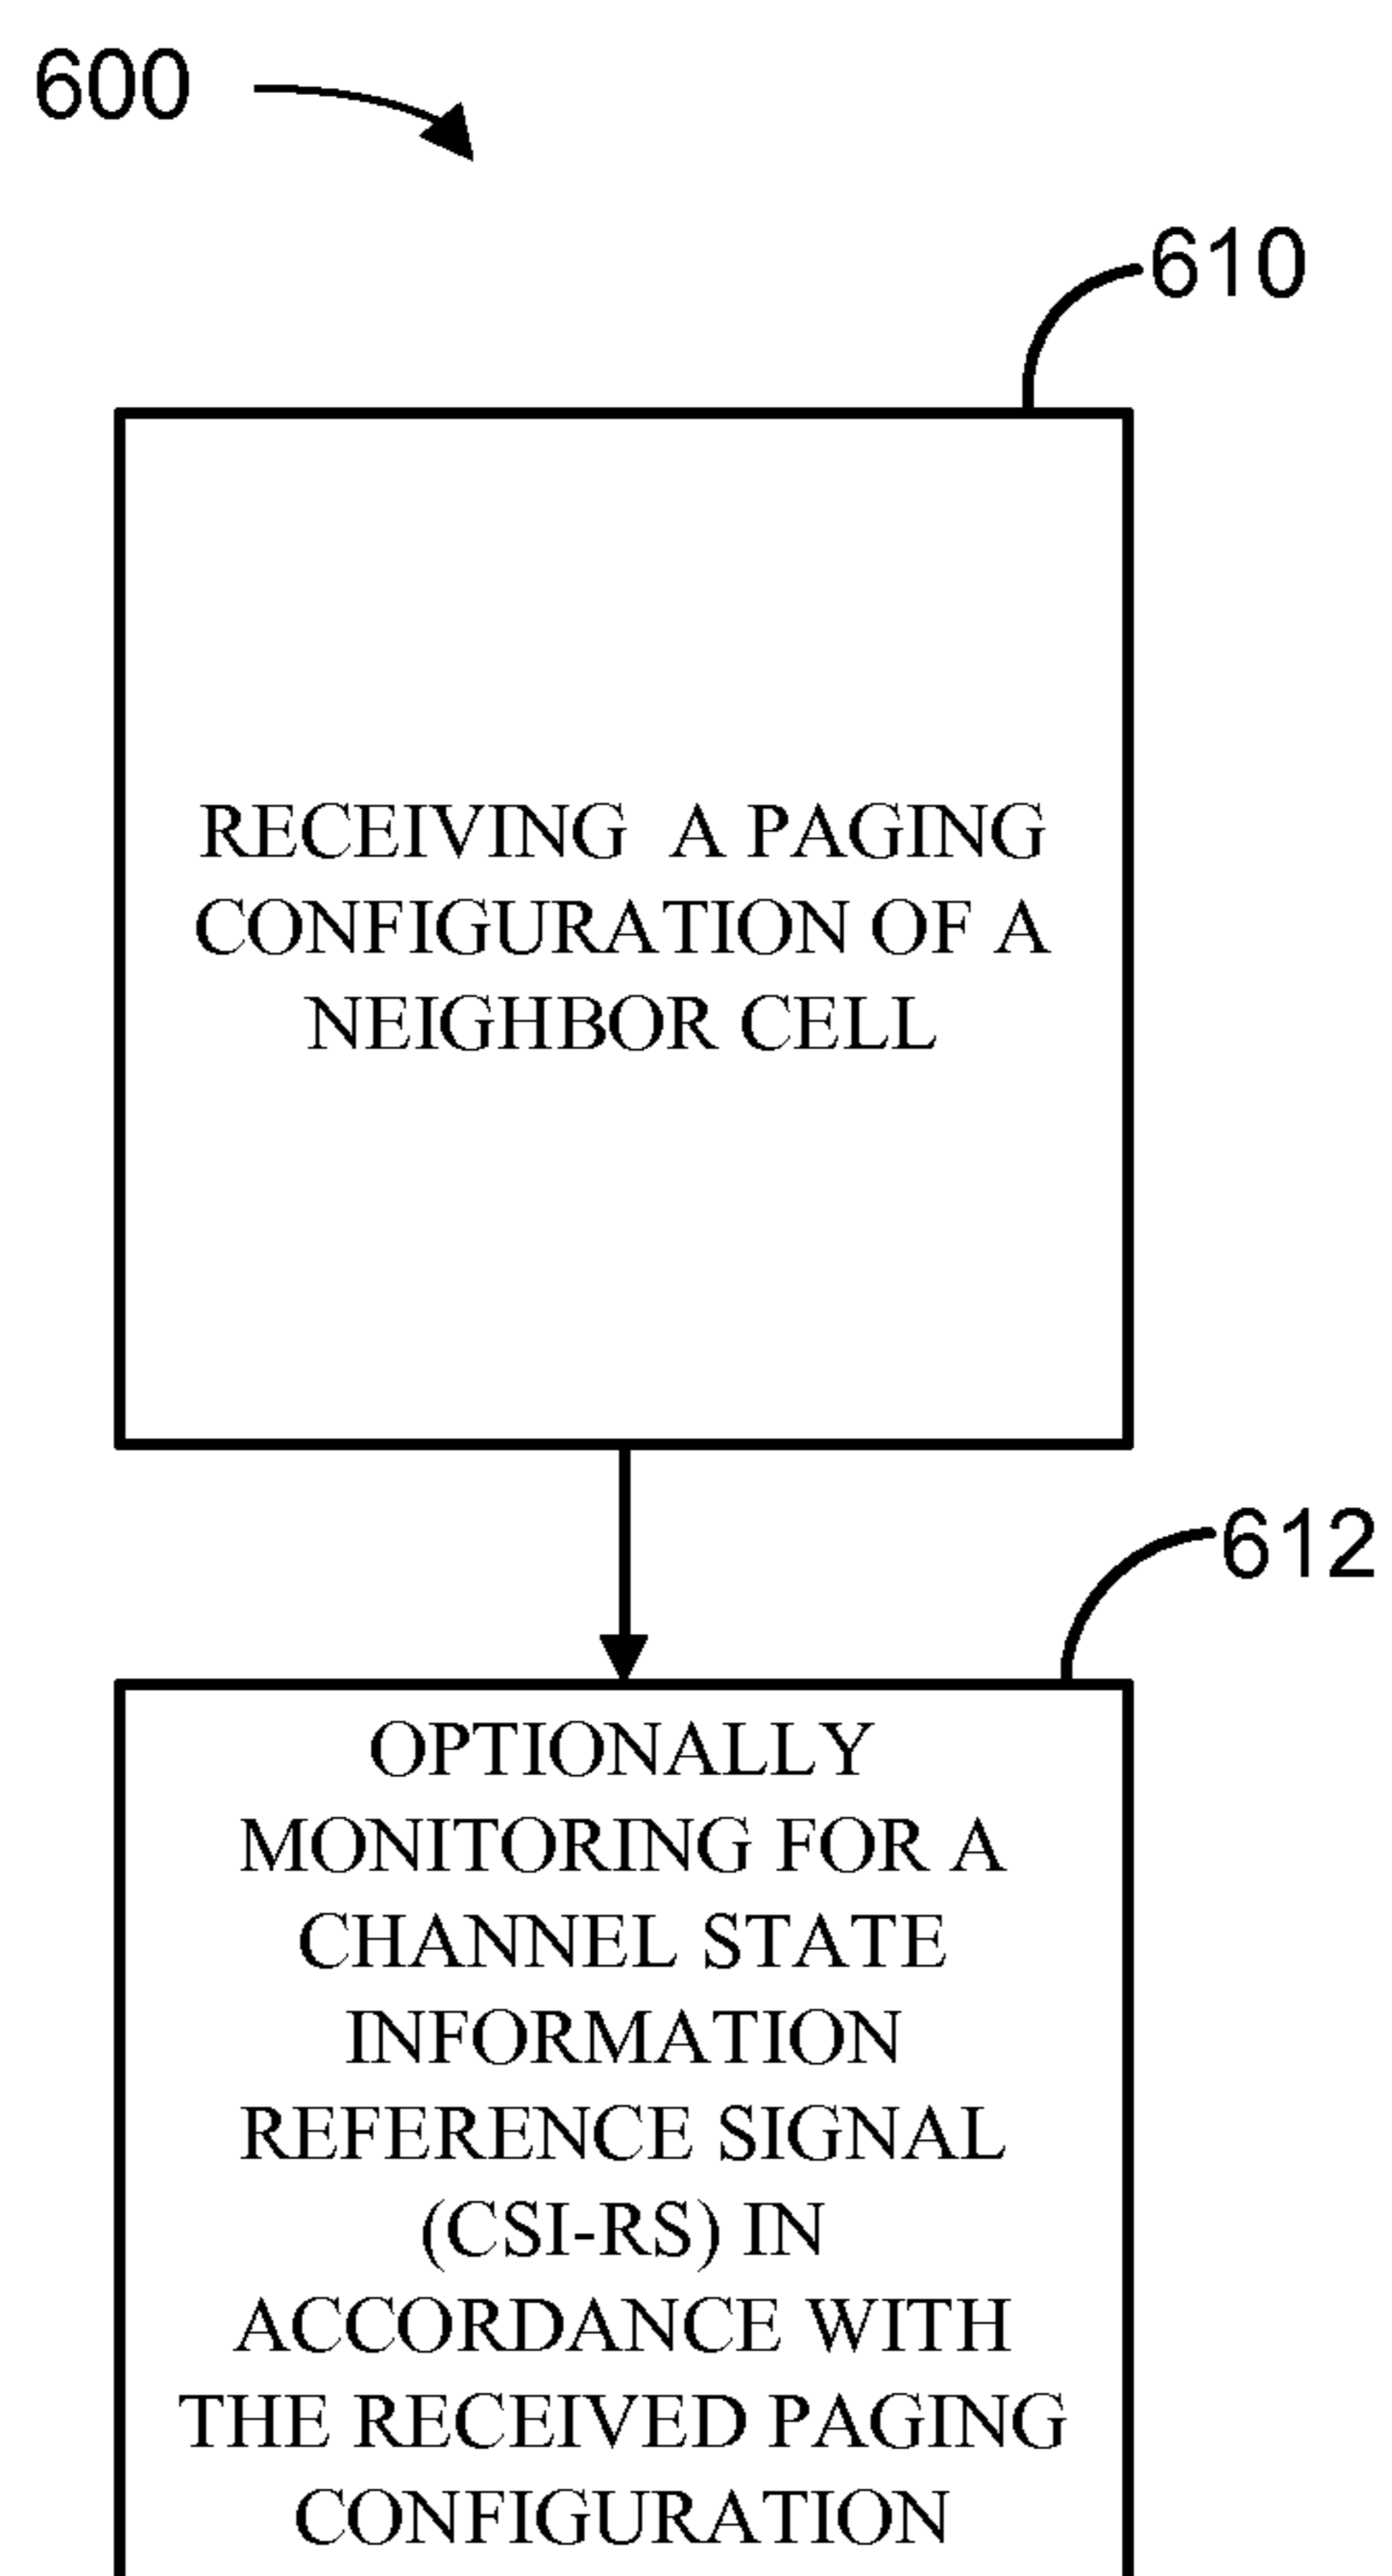 600
610
RECEIVING A PAGING
CONFIGURATION OF A
NEIGHBOR CELL
612
OPTIONALLY
MONITORING FOR A
CHANNEL STATE
INFORMATION
REFERENCE SIGNAL
(CSI-RS) IN
ACCORDANCE WITH
THE RECEIVED PAGING
CONFIGURATION